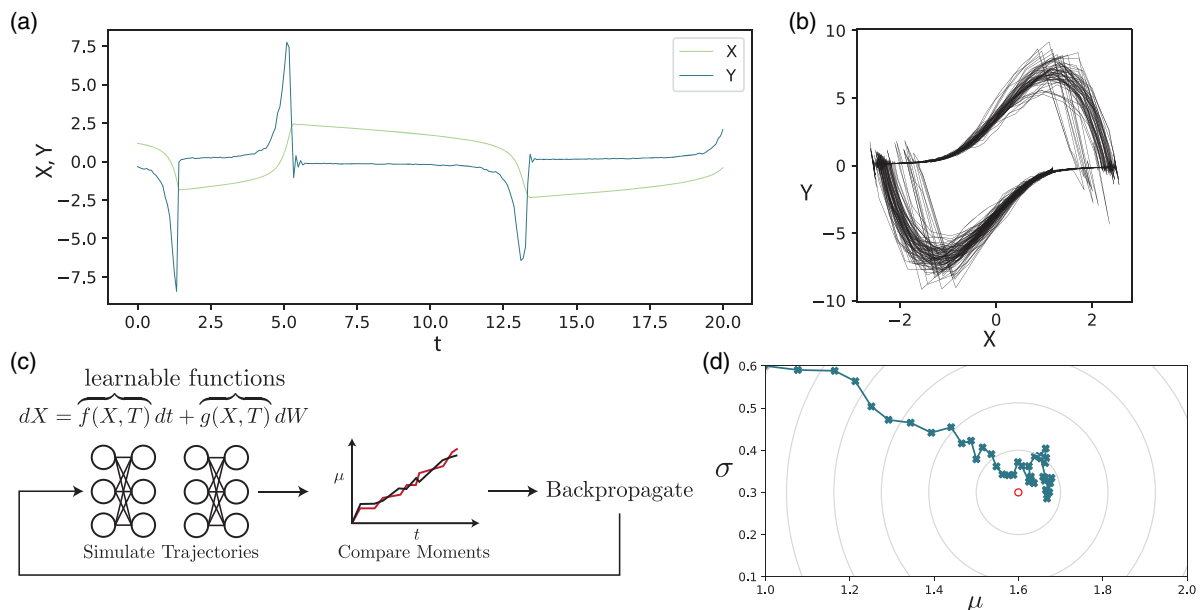 (a)
7.5
5.0
2.5
0.0
−2.5
−5.0
−7.5
X, Y
X
Y
0.0 2.5 5.0 7.5 10.0 12.5 15.0 17.5 20.0
t
(b)
10
5
0
−5
−10
Y
−2 0 2
X
(c)
learnable functions
dX = f(X, T) dt + g(X, T) dW
μ
t
Simulate Trajectories
Compare Moments
Backpropagate
(d)
0.6
0.5
0.4
0.3
0.2
0.1
σ
1.0 1.2 1.4 1.6 1.8 2.0
μ